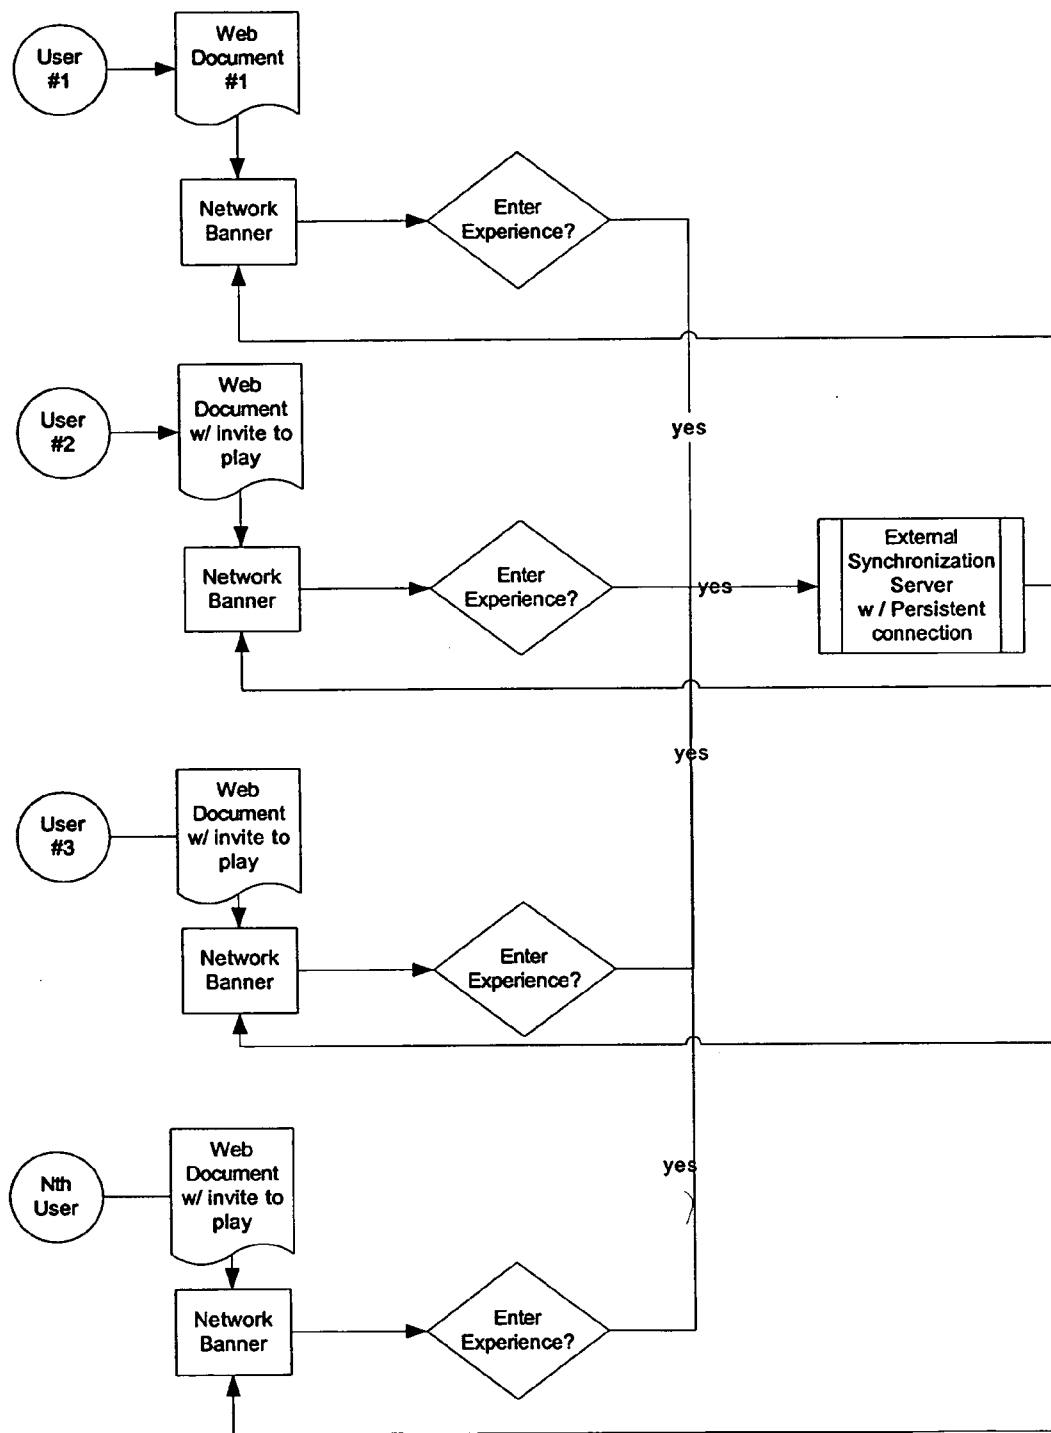 User
#1
Web
Document
#1
Network
Banner
Enter
Experience?
yes
User
#2
Web
Document
w/ invite to
play
Network
Banner
Enter
Experience?
yes
External
Synchronization
Server
w / Persistent
connection
yes
User
#3
Web
Document
w/ invite to
play
Network
Banner
Enter
Experience?
yes
Nth
User
Web
Document
w/ invite to
play
Network
Banner
Enter
Experience?